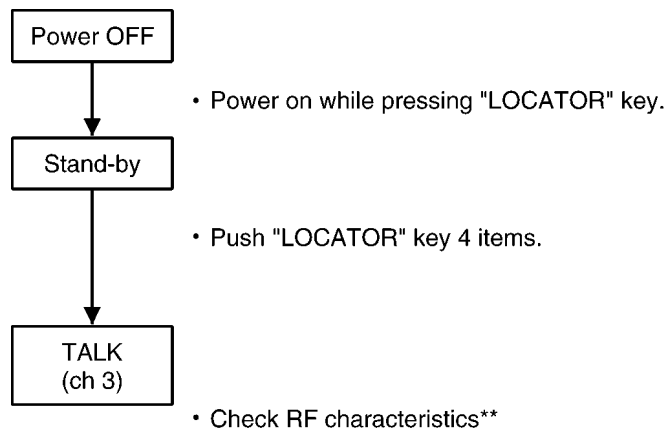 Power OFF
• Power on while pressing "LOCATOR" key.
Stand-by
• Push "LOCATOR" key 4 items.
TALK
(ch 3)
• Check RF characteristics**